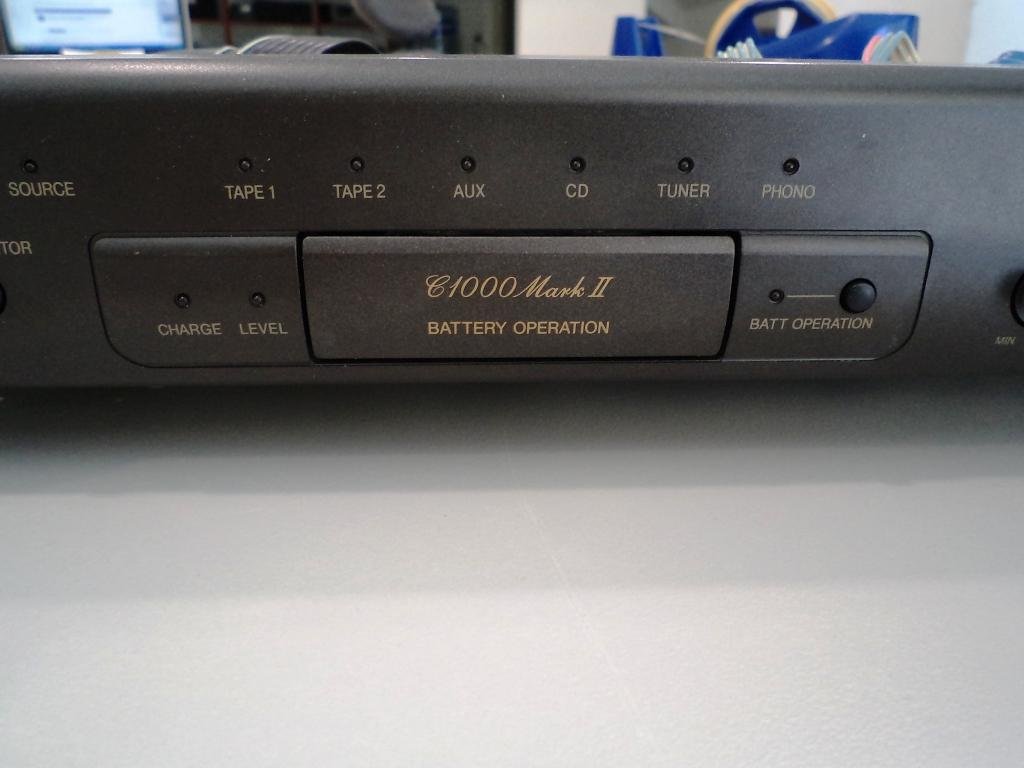 SOURCE
TAPE 1
TAPE 2
AUX
CD
TUNER
PHONO
TOR
CHARGE
LEVEL
C1000 Mark II
BATTERY OPERATION
BATT OPERATION
MIN